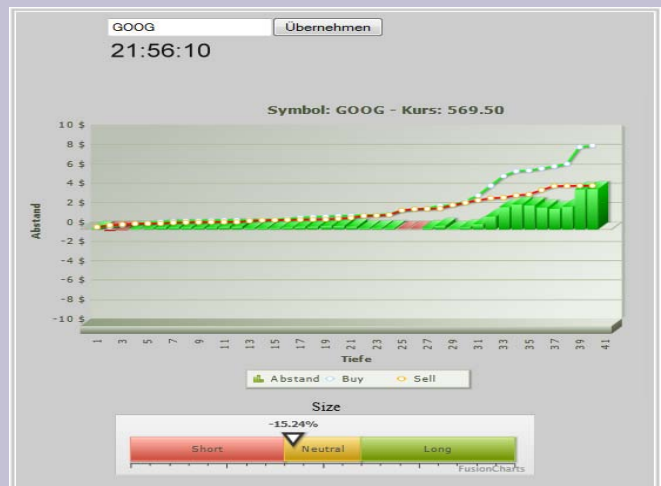 GOOG Übernehmen
21:56:10
Symbol: GOOG - Kurs: 569.50
10 $
8 $
6 $
4 $
2 $
0 $
-2 $
-4 $
-6 $
-8 $
-10 $
Abstand
1 3 5 7 9 11 13 15 17 19 21 23 25 27 29 31 33 35 37 39 41
Tiefe
Abstand Buy Sell
Size
-15.24%
Short Neutral Long
FusionCharts